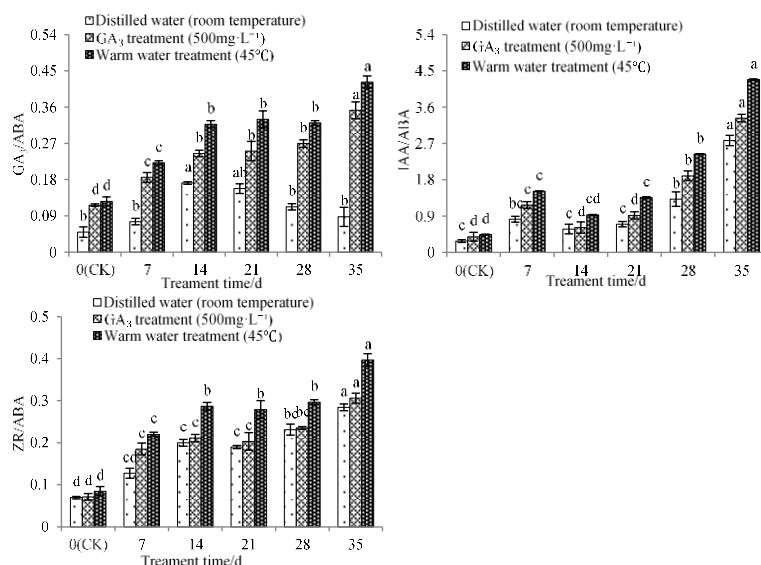 Distilled water (room temperature)
GA₃ treatment (500mg·L⁻¹)
Warm water treatment (45℃)
GA₃/ABA
0.54
0.45
0.36
0.27
0.18
0.09
0
b d d
b c c
a b b
ab b b
b b b
b a a
0(CK) 7 14 21 28 35
Treament time/d
Distilled water (room temperature)
GA₃ treatment (500mg·L⁻¹)
Warm water treatment (45℃)
IAA/ABA
5.4
4.5
3.6
2.7
1.8
0.9
0
c d d
bc c c
c d cd
c d c
b b b
a a a
0(CK) 7 14 21 28 35
Treament time/d
Distilled water (room temperature)
GA₃ treatment (500mg·L⁻¹)
Warm water treatment (45℃)
ZR/ABA
0.5
0.4
0.3
0.2
0.1
0
d d d
cd c c
c c b
c c b
bc bc b
a a a
0(CK) 7 14 21 28 35
Treament time/d